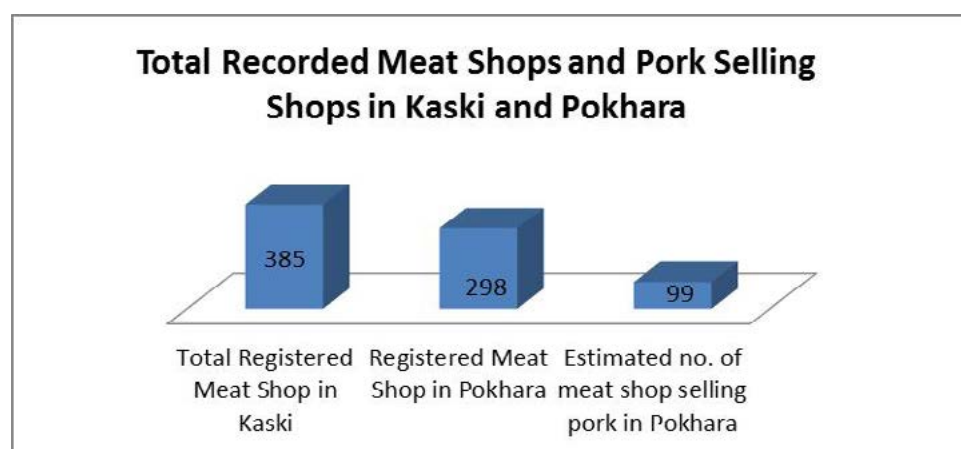 Total Recorded Meat Shops and Pork Selling
Shops in Kaski and Pokhara
385
298
99
Total Registered
Meat Shop in
Kaski
Registered Meat
Shop in Pokhara
Estimated no. of
meat shop selling
pork in Pokhara